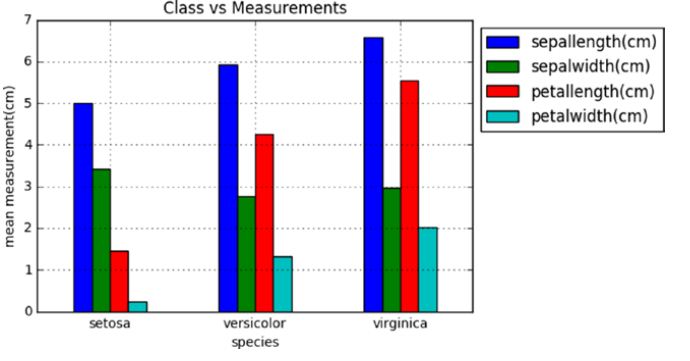 Class vs Measurements
7
6
5
4
3
2
1
0
mean measurement(cm)
setosa versicolor virginica
species
sepallength(cm)
sepalwidth(cm)
petallength(cm)
petalwidth(cm)